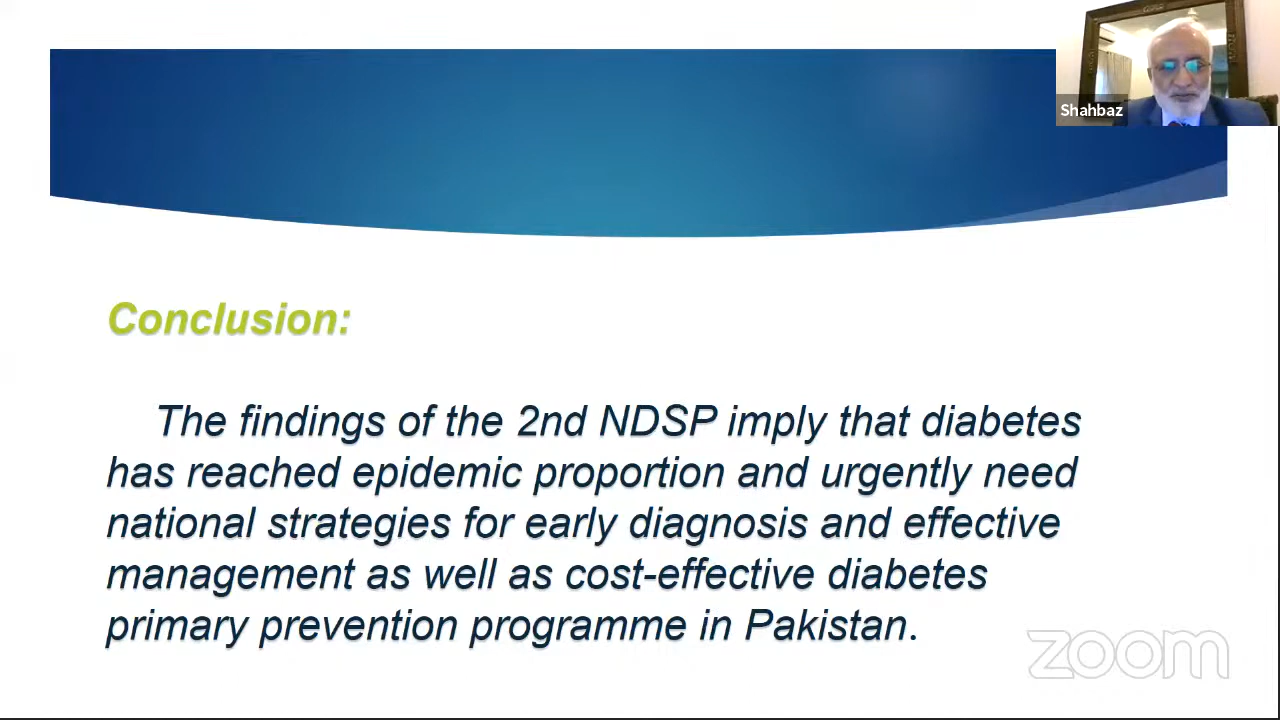 Shahbaz
Conclusion:
The findings of the 2nd NDSP imply that diabetes
has reached epidemic proportion and urgently need
national strategies for early diagnosis and effective
management as well as cost-effective diabetes
primary prevention programme in Pakistan.
zoom